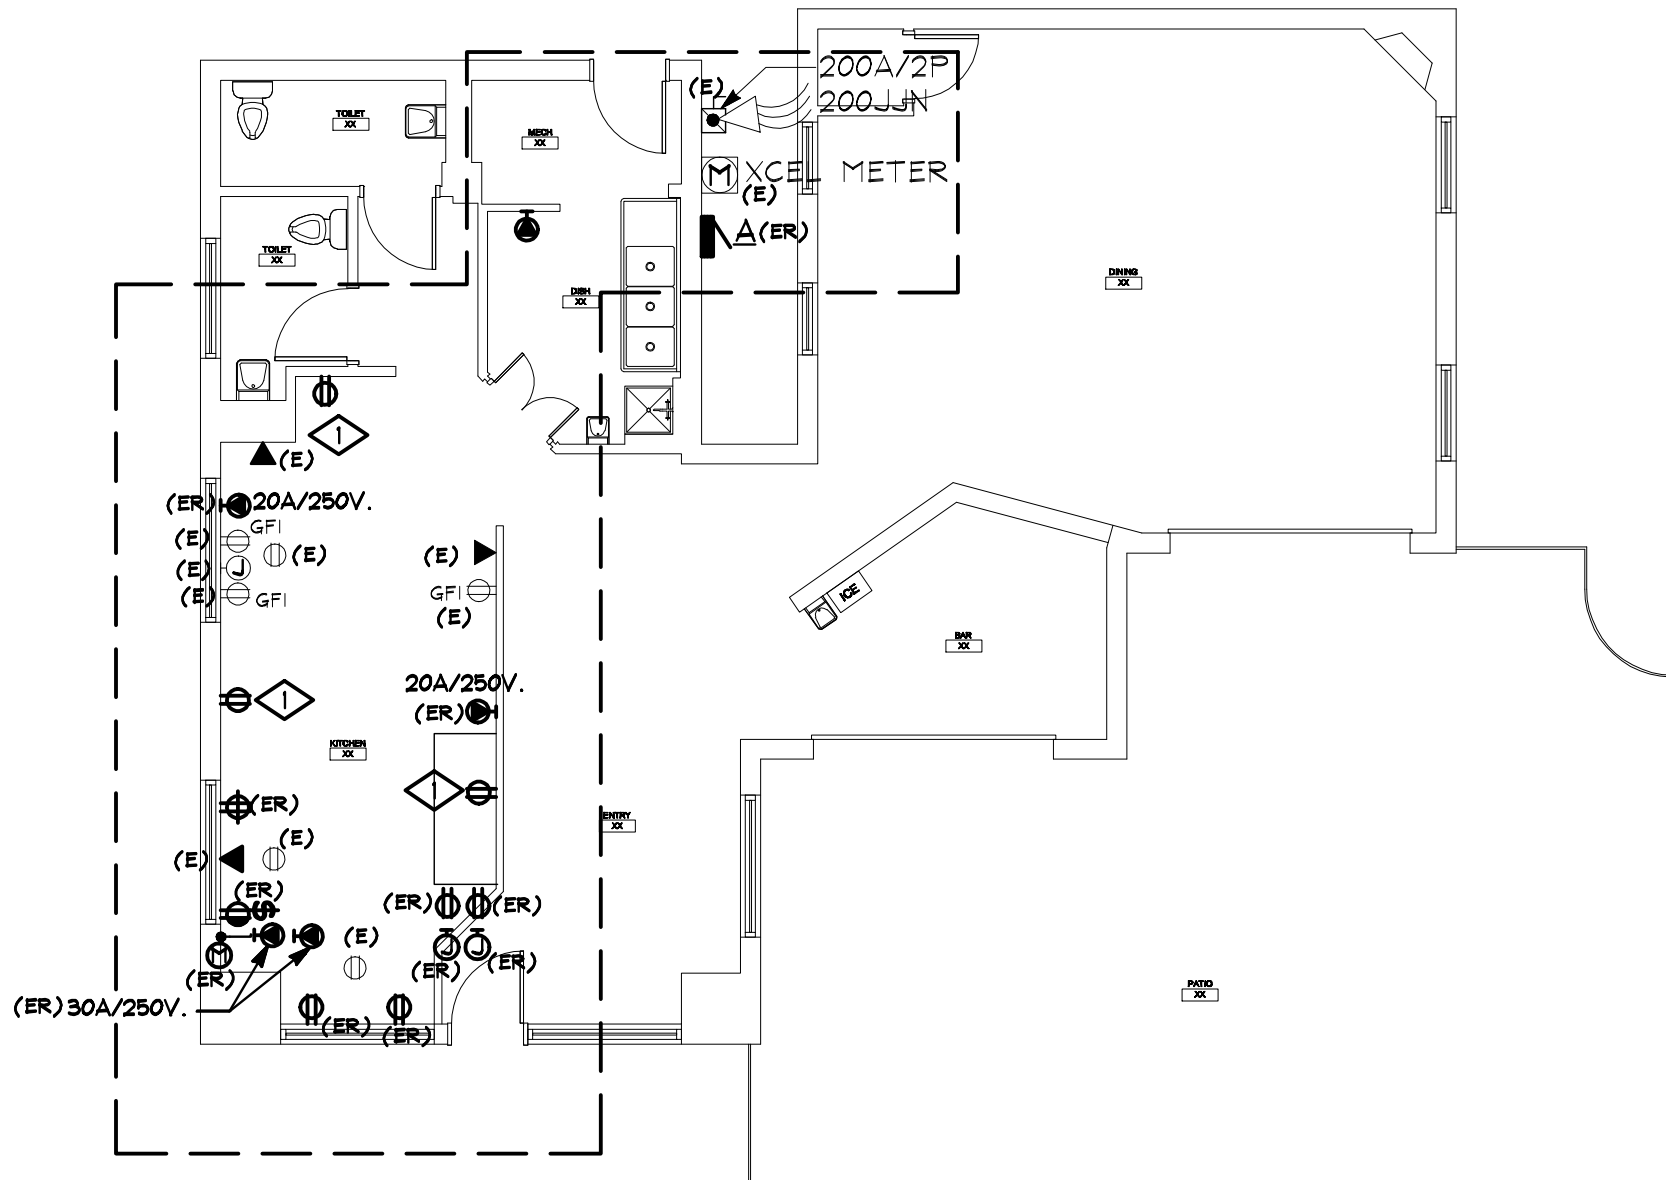 200A/2P
(E)
200JJN
TOILET
XX
MECH
XX
M XCEL METER
(E)
A (ER)
TOILET
XX
DINING
XX
DISH
XX
1
(E)
(ER) 20A/250V.
GFI
(E)
(E)
(E)
(E) J
GFI
(E)
GFI
(E)
ICE
BAR
XX
20A/250V.
1
(ER)
KITCHEN
XX
1
(ER)
ENTRY
XX
(E)
(E)
(ER)
(ER)
(ER)
S
(E)
M
J
J
(ER)
(ER)
(ER)
(ER) 30A/250V.
PATIO
XX
(ER)
(ER)